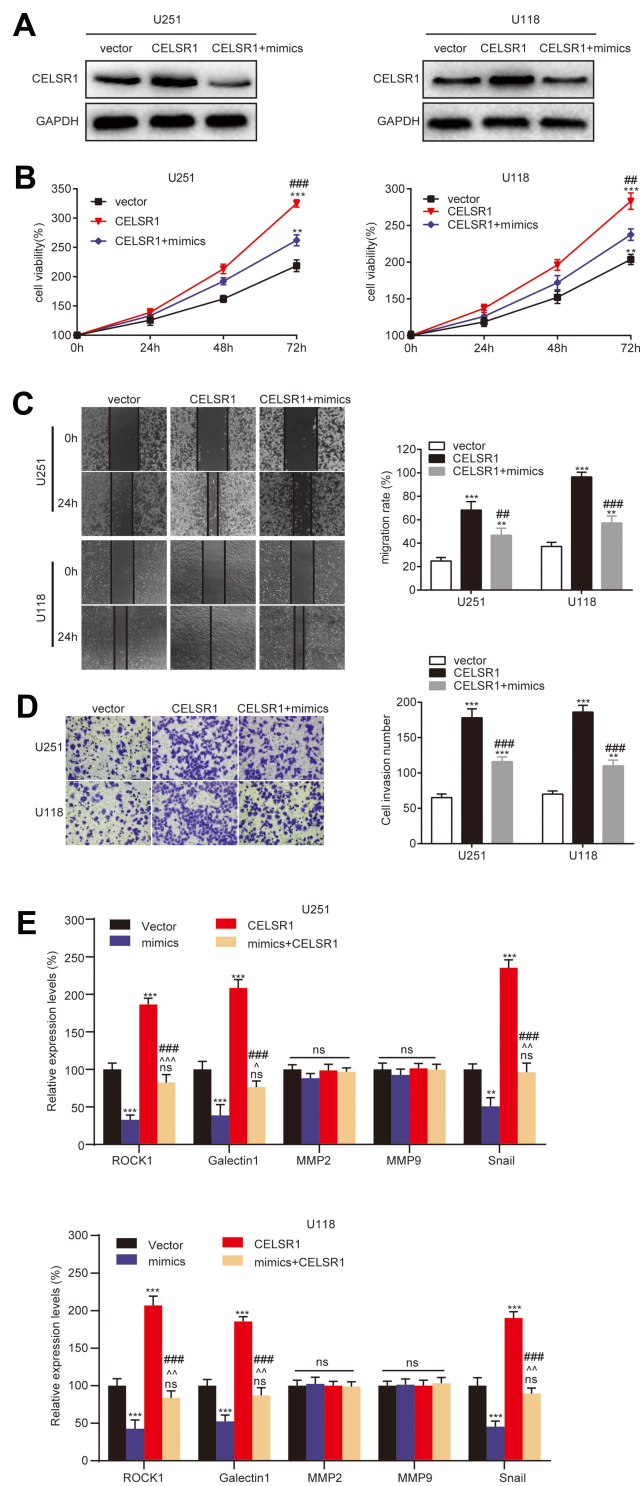 A
U251
vector CELSR1 CELSR1+mimics
CELSR1
GAPDH
U118
vector CELSR1 CELSR1+mimics
CELSR1
GAPDH
B
U251
cell viability(%)
350
300
250
200
150
100
0h 24h 48h 72h
vector
CELSR1
CELSR1+mimics
###
***
**
U118
cell viability(%)
350
300
250
200
150
100
0h 24h 48h 72h
vector
CELSR1
CELSR1+mimics
##
***
**
C
vector CELSR1 CELSR1+mimics
U251
0h
24h
U118
0h
24h
vector
CELSR1
CELSR1+mimics
migration rate (%)
120
100
80
60
40
20
0
***
##
**
***
###
**
U251 U118
D
vector CELSR1 CELSR1+mimics
U251
U118
vector
CELSR1
CELSR1+mimics
Cell invasion number
200
150
100
50
0
***
###
***
***
###
**
U251 U118
E
U251
Relative expression levels (%)
300
250
200
150
100
50
0
Vector CELSR1
mimics mimics+CELSR1
***
***
###
^^^
ns
***
***
###
^
ns
ns
ns
**
***
###
^^
ns
ROCK1 Galectin1 MMP2 MMP9 Snail
U118
Relative expression levels (%)
300
250
200
150
100
50
0
Vector CELSR1
mimics mimics+CELSR1
***
***
###
^^
ns
***
***
###
^^
ns
ns
ns
***
***
###
^^
ns
ROCK1 Galectin1 MMP2 MMP9 Snail